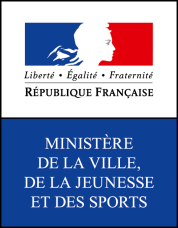 Liberté • Égalité • Fraternité
RÉPUBLIQUE FRANÇAISE
MINISTÈRE
DE LA VILLE,
DE LA JEUNESSE
ET DES SPORTS